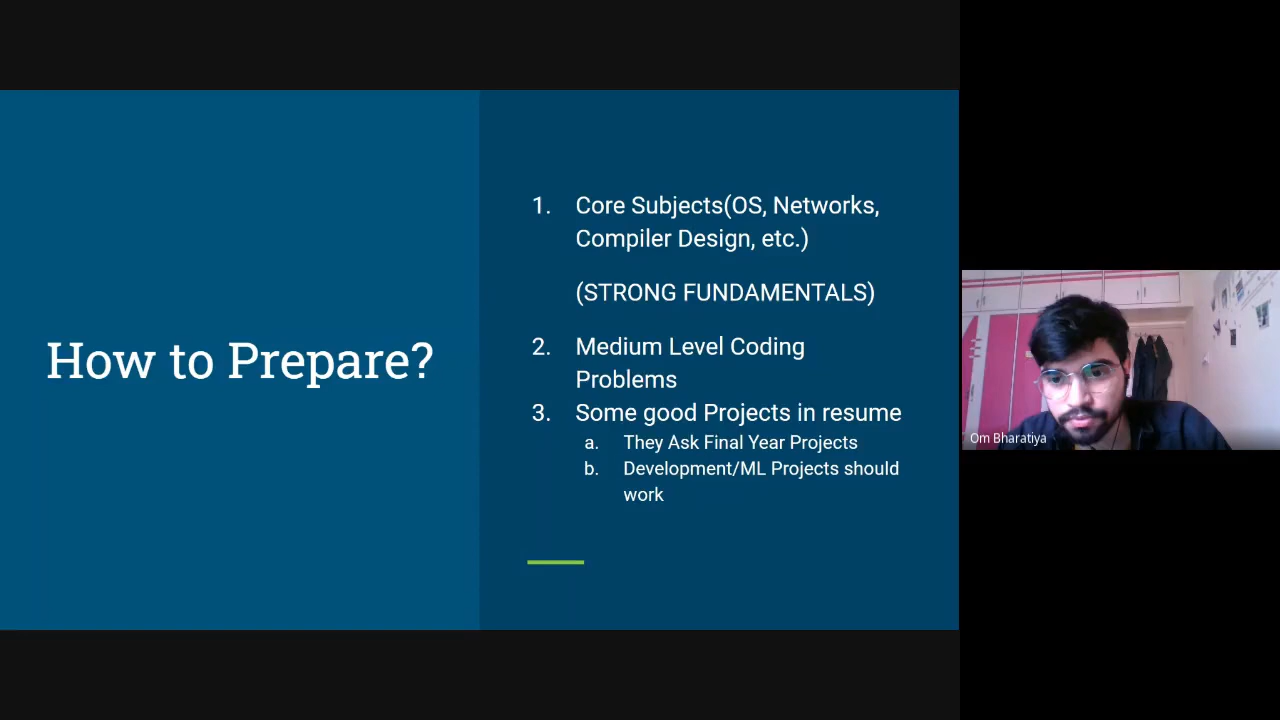 How to Prepare?
1. Core Subjects(OS, Networks,
Compiler Design, etc.)
(STRONG FUNDAMENTALS)
2. Medium Level Coding
Problems
3. Some good Projects in resume
a. They Ask Final Year Projects
b. Development/ML Projects should
work
Om Bharatiya